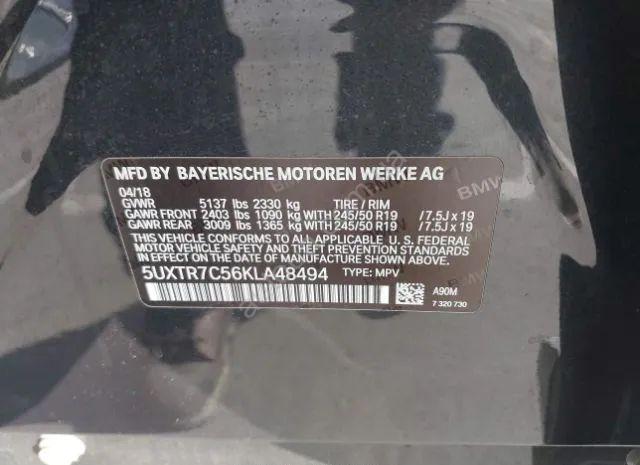 MFD BY BAYERISCHE MOTOREN WERKE AG
04/18
GVWR 5137 lbs 2330 kg TIRE / RIM
GAWR FRONT 2403 lbs 1090 kg WITH 245/50 R19 / 7.5J x 19
GAWR REAR 3009 lbs 1365 kg WITH 245/50 R19 / 7.5J x 19
THIS VEHICLE CONFORMS TO ALL APPLICABLE U.S. FEDERAL
MOTOR VEHICLE SAFETY AND THEFT PREVENTION
STANDARDS IN EFFECT ON THE DATE OF MANUFACTURE
SHOWN ABOVE.
5UXTR7C56KLA48494 TYPE: MPV
A90M
7 320 730
BMW
BMW